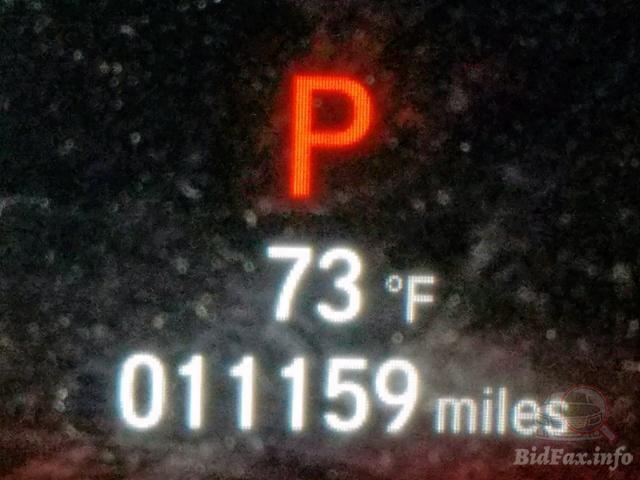 P
73 °F
011159 miles
BidFax.info